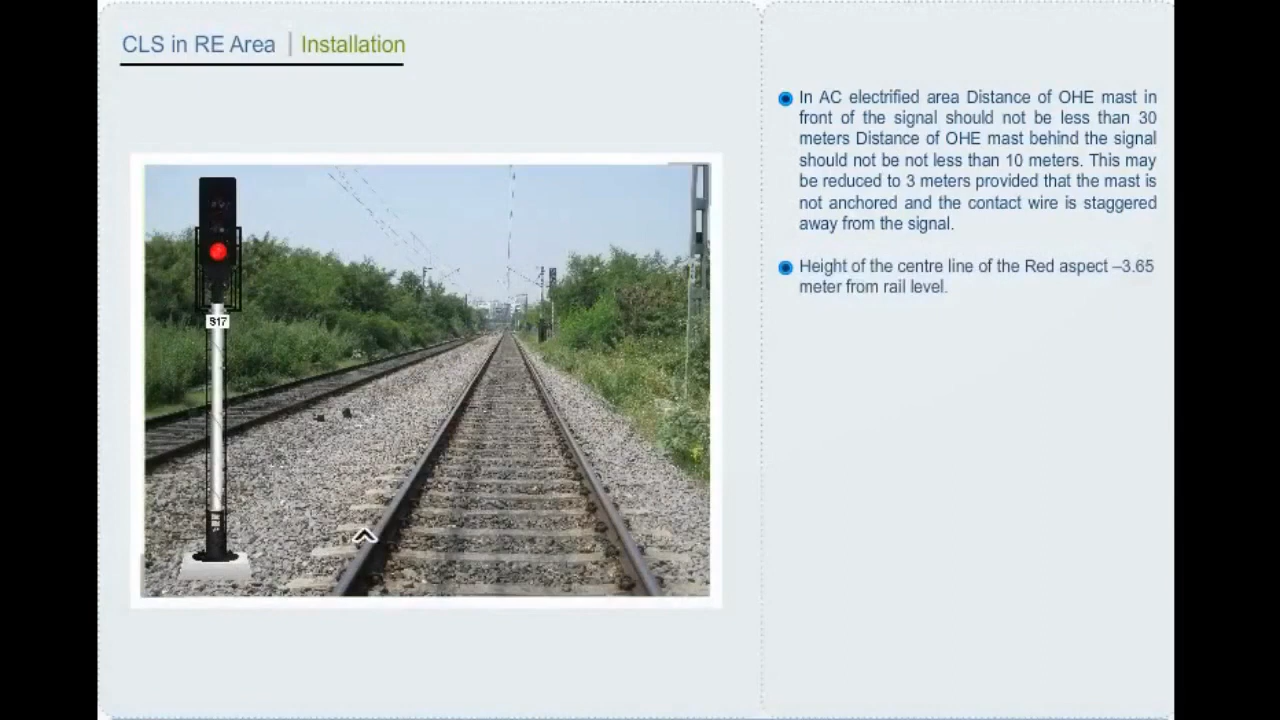 CLS in RE Area | Installation
In AC electrified area Distance of OHE mast in
front of the signal should not be less than 30
meters Distance of OHE mast behind the signal
should not be not less than 10 meters. This may
be reduced to 3 meters provided that the mast is
not anchored and the contact wire is staggered
away from the signal.
Height of the centre line of the Red aspect –3.65
meter from rail level.
S17